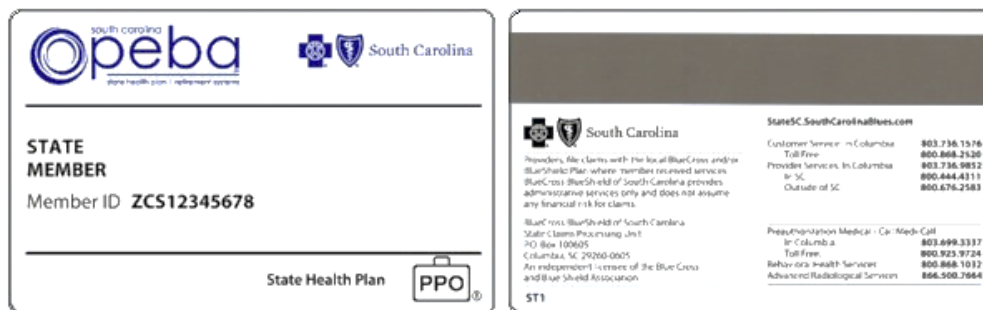 south carolina
peba
state health plan | retirement systems
South Carolina
STATE
MEMBER
Member ID ZCS12345678
State Health Plan
PPO
®
South Carolina
Providers, file claims with the local BlueCross and/or
BlueShield Plan where member received services.
BlueCross BlueShield of South Carolina provides
administrative services only and does not assume
any financial risk for claims.
BlueCross BlueShield of South Carolina
State Claims Processing Unit
PO Box 100605
Columbia, SC 29260-0605
An independent licensee of the Blue Cross
and Blue Shield Association
ST1
StateSC.SouthCarolinaBlues.com
Customer Service In Columbia 803.736.1576
Toll Free 800.868.2520
Provider Services, In Columbia 803.736.9852
In SC 800.444.4311
Outside of SC 800.676.2583
Preauthorization Medical - Call Medi-Call
In Columbia 803.699.3337
Toll Free. 800.925.9724
Behavioral Health Services 800.868.1032
Advanced Radiological Services 866.500.7664